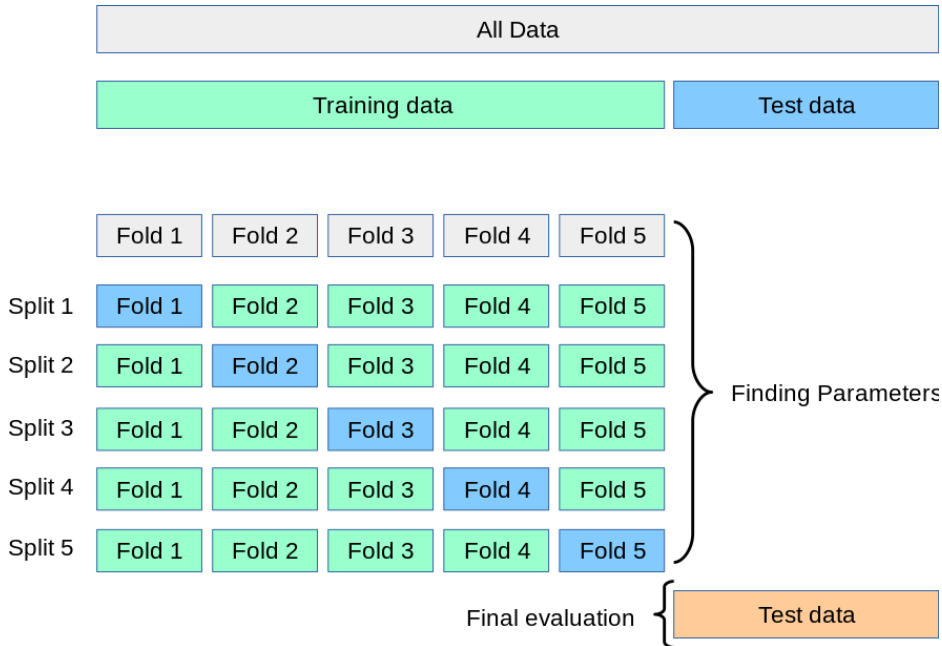 All Data
Training data Test data
Fold 1 Fold 2 Fold 3 Fold 4 Fold 5
Split 1 Fold 1 Fold 2 Fold 3 Fold 4 Fold 5
Split 2 Fold 1 Fold 2 Fold 3 Fold 4 Fold 5
Finding Parameters
Split 3 Fold 1 Fold 2 Fold 3 Fold 4 Fold 5
Split 4 Fold 1 Fold 2 Fold 3 Fold 4 Fold 5
Split 5 Fold 1 Fold 2 Fold 3 Fold 4 Fold 5
Final evaluation Test data